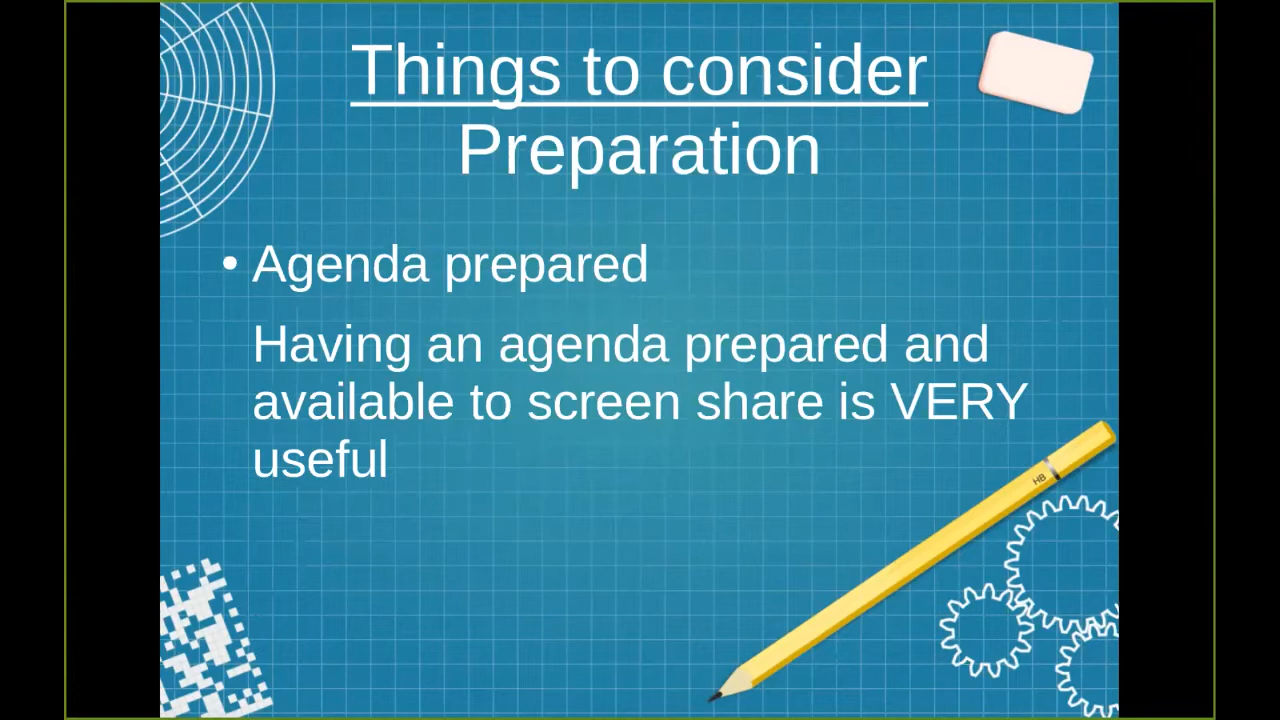 Things to consider
Preparation
• Agenda prepared
Having an agenda prepared and
available to screen share is VERY
useful
HB